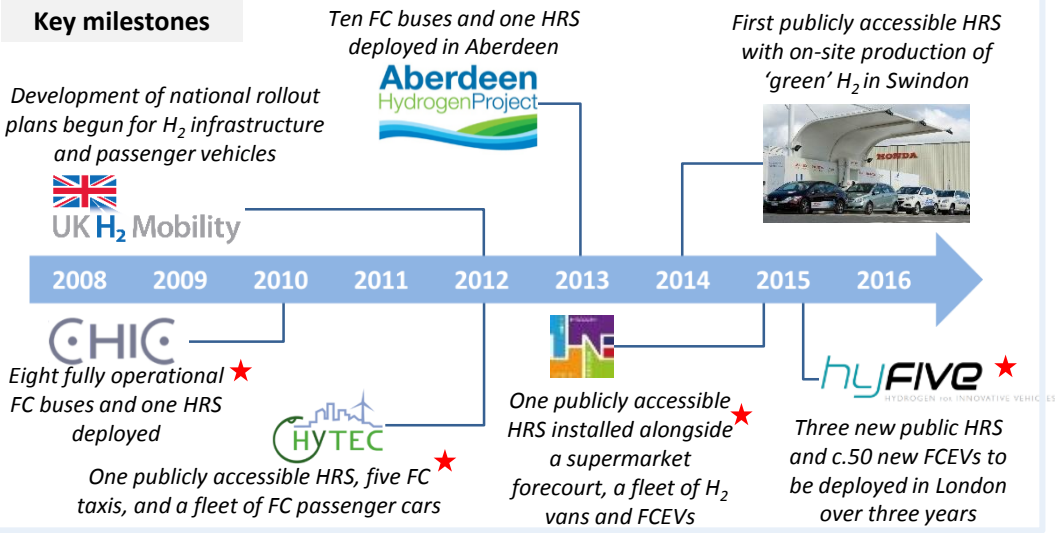 Key milestones
Ten FC buses and one HRS
deployed in Aberdeen
Aberdeen
HydrogenProject
First publicly accessible HRS
with on-site production of
‘green’ H2 in Swindon
HONDA
Development of national rollout
plans begun for H2 infrastructure
and passenger vehicles
UK H2 Mobility
2008 2009 2010 2011 2012 2013 2014 2015 2016
CHIC
Eight fully operational
FC buses and one HRS
deployed
HYTEC
One publicly accessible HRS, five FC
taxis, and a fleet of FC passenger cars
One publicly accessible
HRS installed alongside
a supermarket
forecourt, a fleet of H2
vans and FCEVs
hyFIVE
HYDROGEN for INNOVATIVE VEHICLES
Three new public HRS
and c.50 new FCEVs to
be deployed in London
over three years